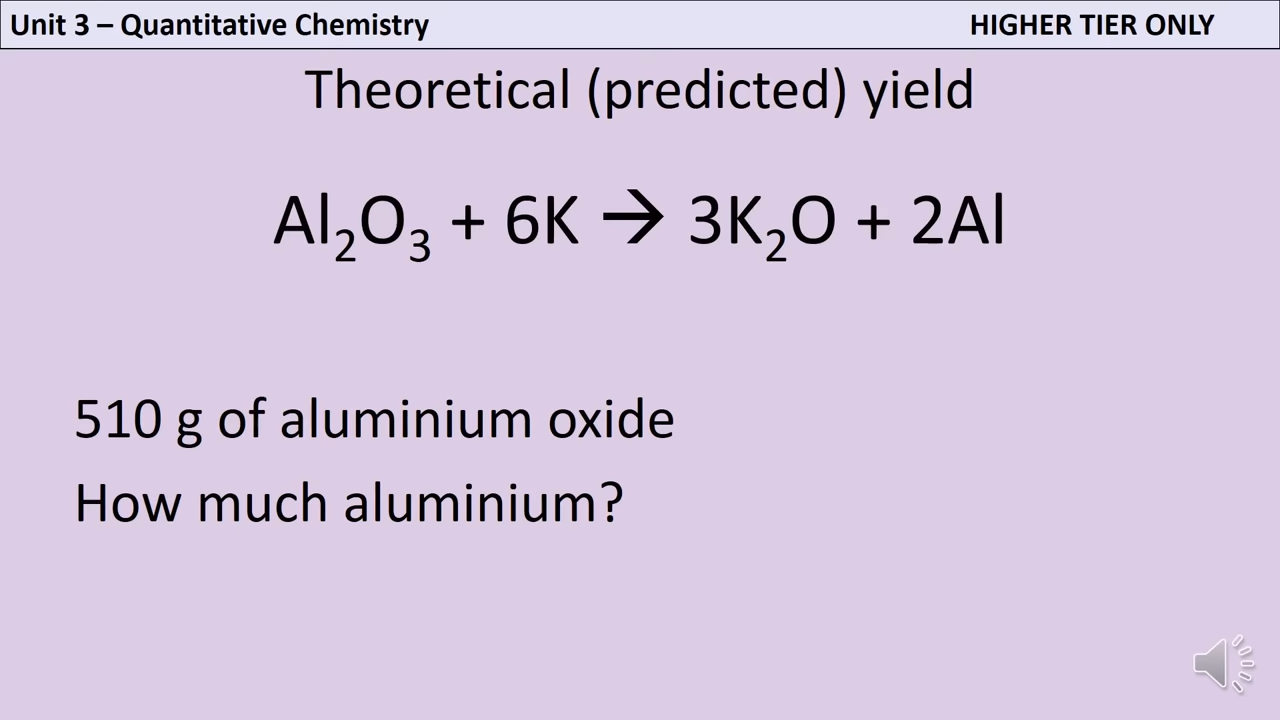 Unit 3 – Quantitative Chemistry HIGHER TIER ONLY
Theoretical (predicted) yield
Al₂O₃ + 6K → 3K₂O + 2Al
510 g of aluminium oxide
How much aluminium?